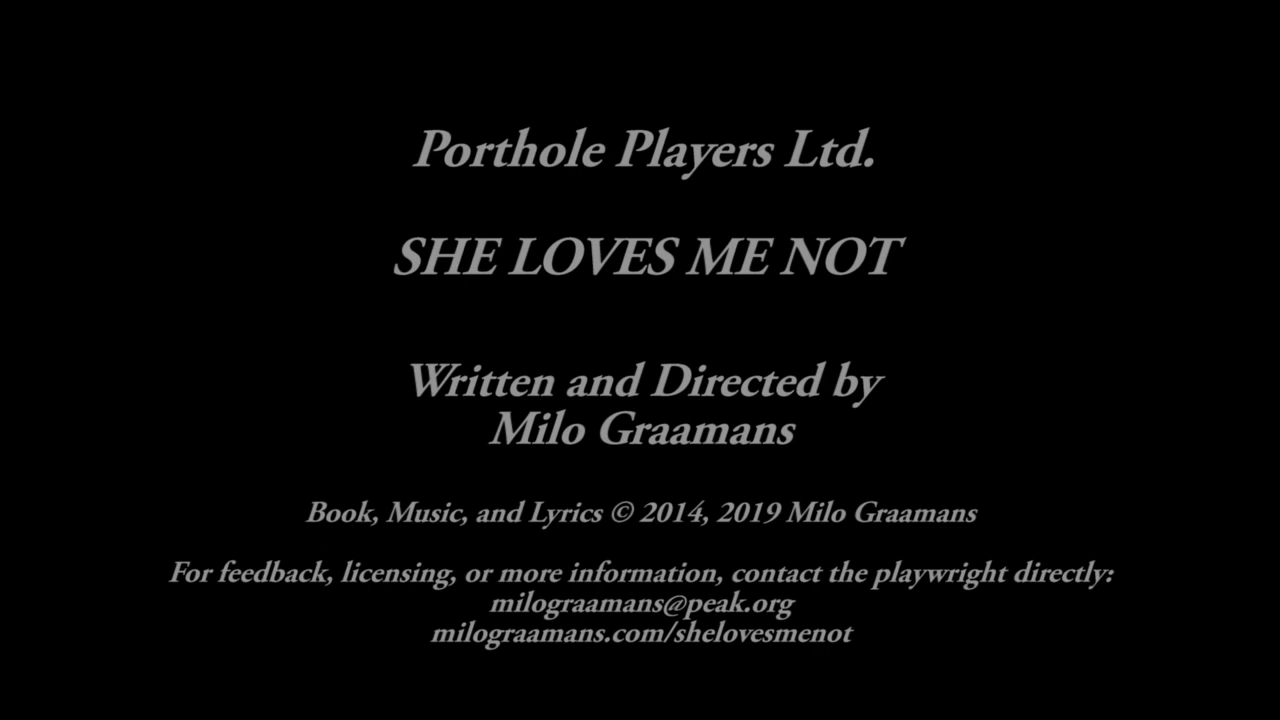 Porthole Players Ltd.
SHE LOVES ME NOT
Written and Directed by
Milo Graamans
Book, Music, and Lyrics © 2014, 2019 Milo Graamans
For feedback, licensing, or more information, contact the playwright directly:
milograamans@peak.org
milograamans.com/shelovesmenot